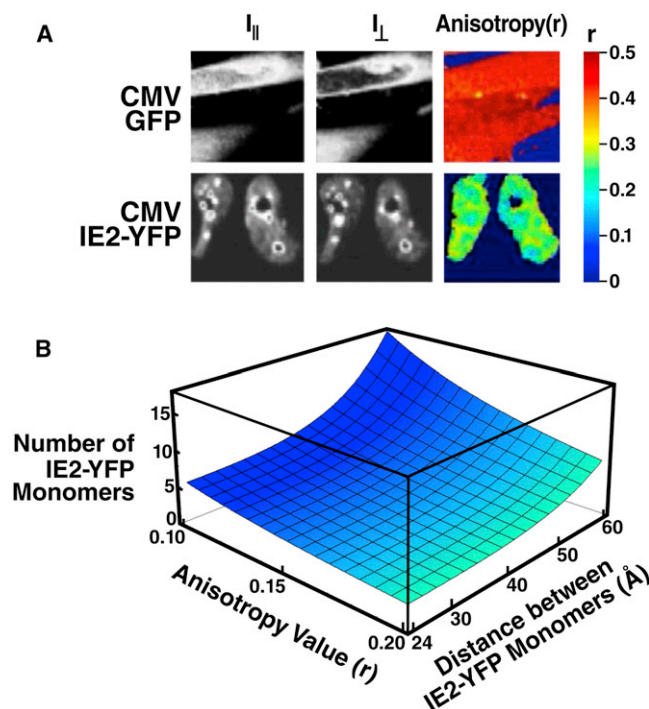 A
I∥
I⊥
Anisotropy(r)
r
CMV
GFP
CMV
IE2-YFP
0.5
0.4
0.3
0.2
0.1
0
B
Number of
IE2-YFP
Monomers
15
10
5
0
0.10
0.15
0.20
Anisotropy Value (r)
24
30
40
50
60
Distance between
IE2-YFP Monomers (Å)